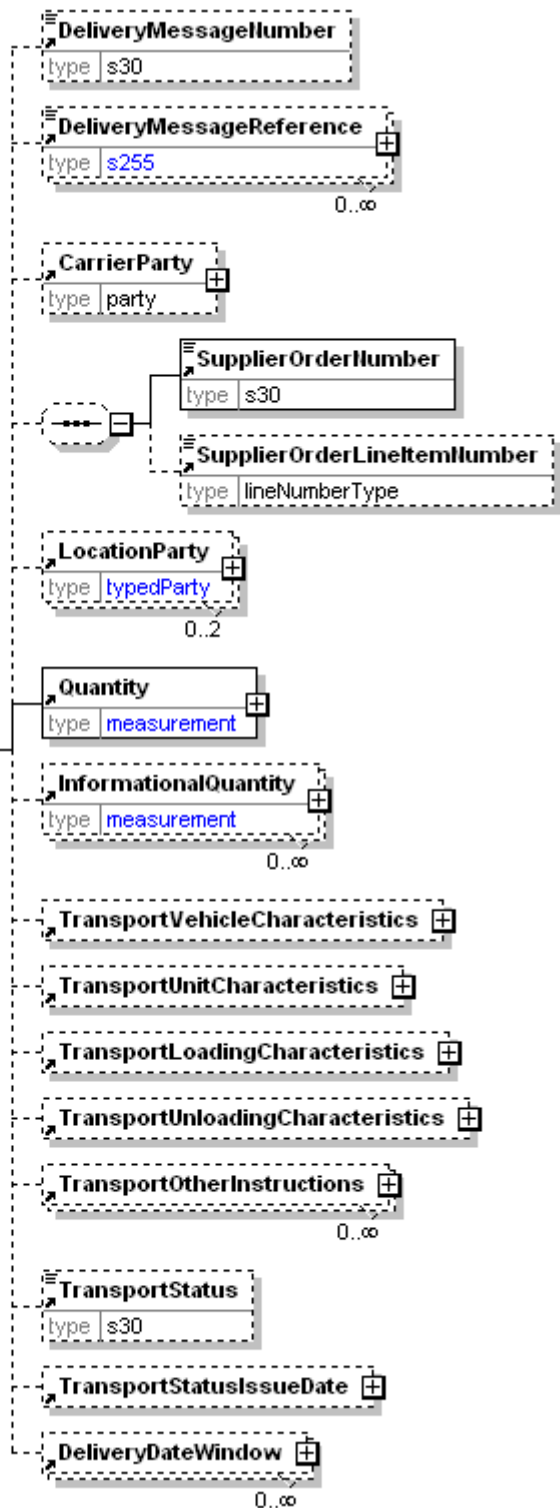 DeliveryMessageNumber
type s30
DeliveryMessageReference
type s255
0..∞
CarrierParty
type party
SupplierOrderNumber
type s30
SupplierOrderLineItemNumber
type lineNumberType
LocationParty
type typedParty
0..2
Quantity
type measurement
InformationalQuantity
type measurement
0..∞
TransportVehicleCharacteristics
TransportUnitCharacteristics
TransportLoadingCharacteristics
TransportUnloadingCharacteristics
TransportOtherInstructions
0..∞
TransportStatus
type s30
TransportStatusIssueDate
DeliveryDateWindow
0..∞